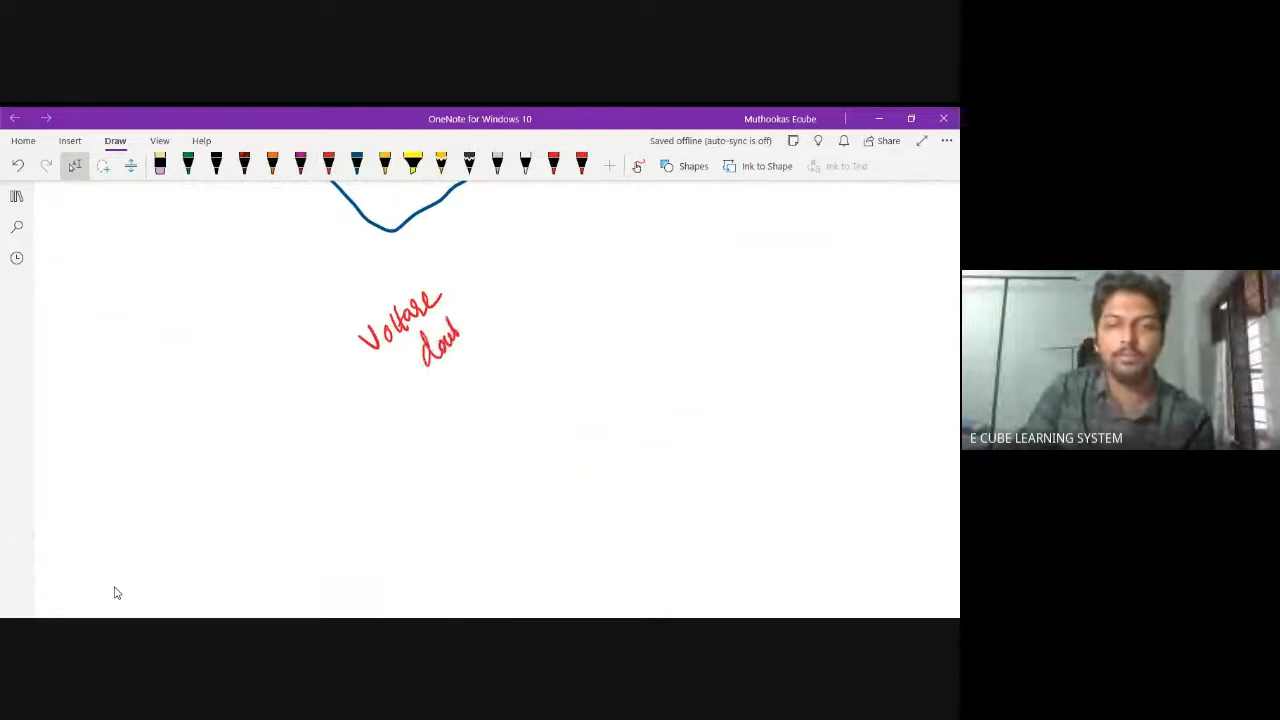 OneNote for Windows 10
Muthookas Ecube
Home Insert Draw View Help
Saved offline (auto-sync is off)
Share
Shapes
Ink to Shape
Ink to Text
Voltage
doub
E CUBE LEARNING SYSTEM